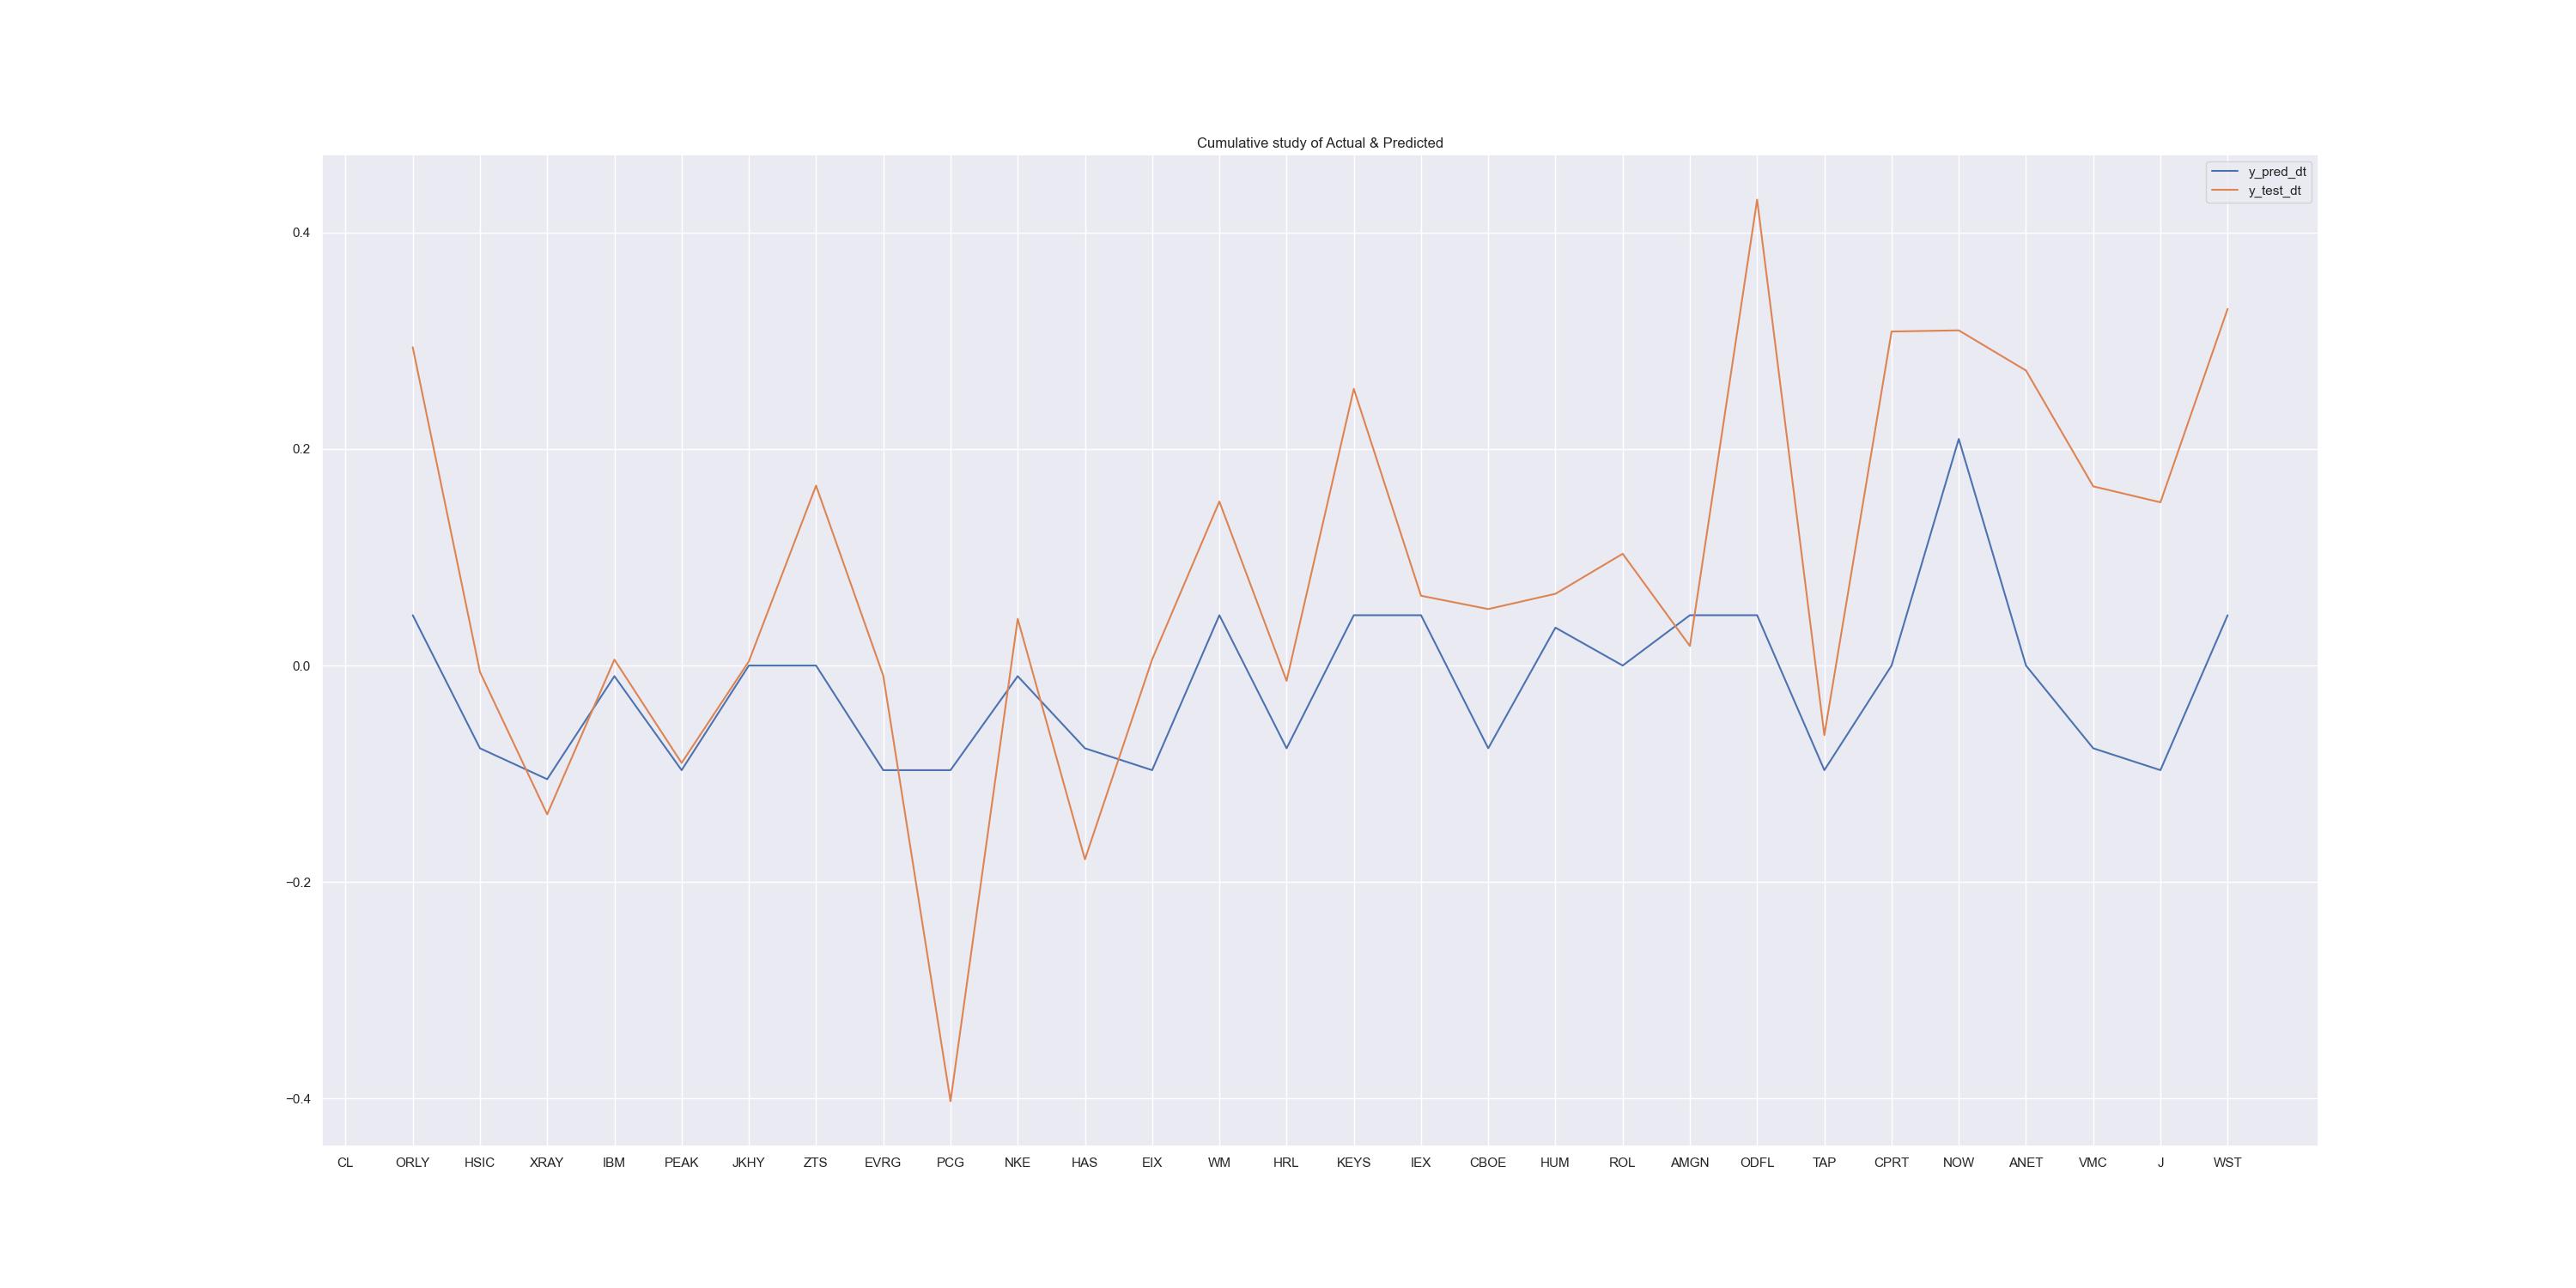 Cumulative study of Actual & Predicted
y_pred_dt
y_test_dt
0.4
0.2
0.0
−0.2
−0.4
CL ORLY HSIC XRAY IBM PEAK JKHY ZTS EVRG PCG NKE HAS EIX WM HRL KEYS IEX CBOE HUM ROL AMGN ODFL TAP CPRT NOW ANET VMC J WST